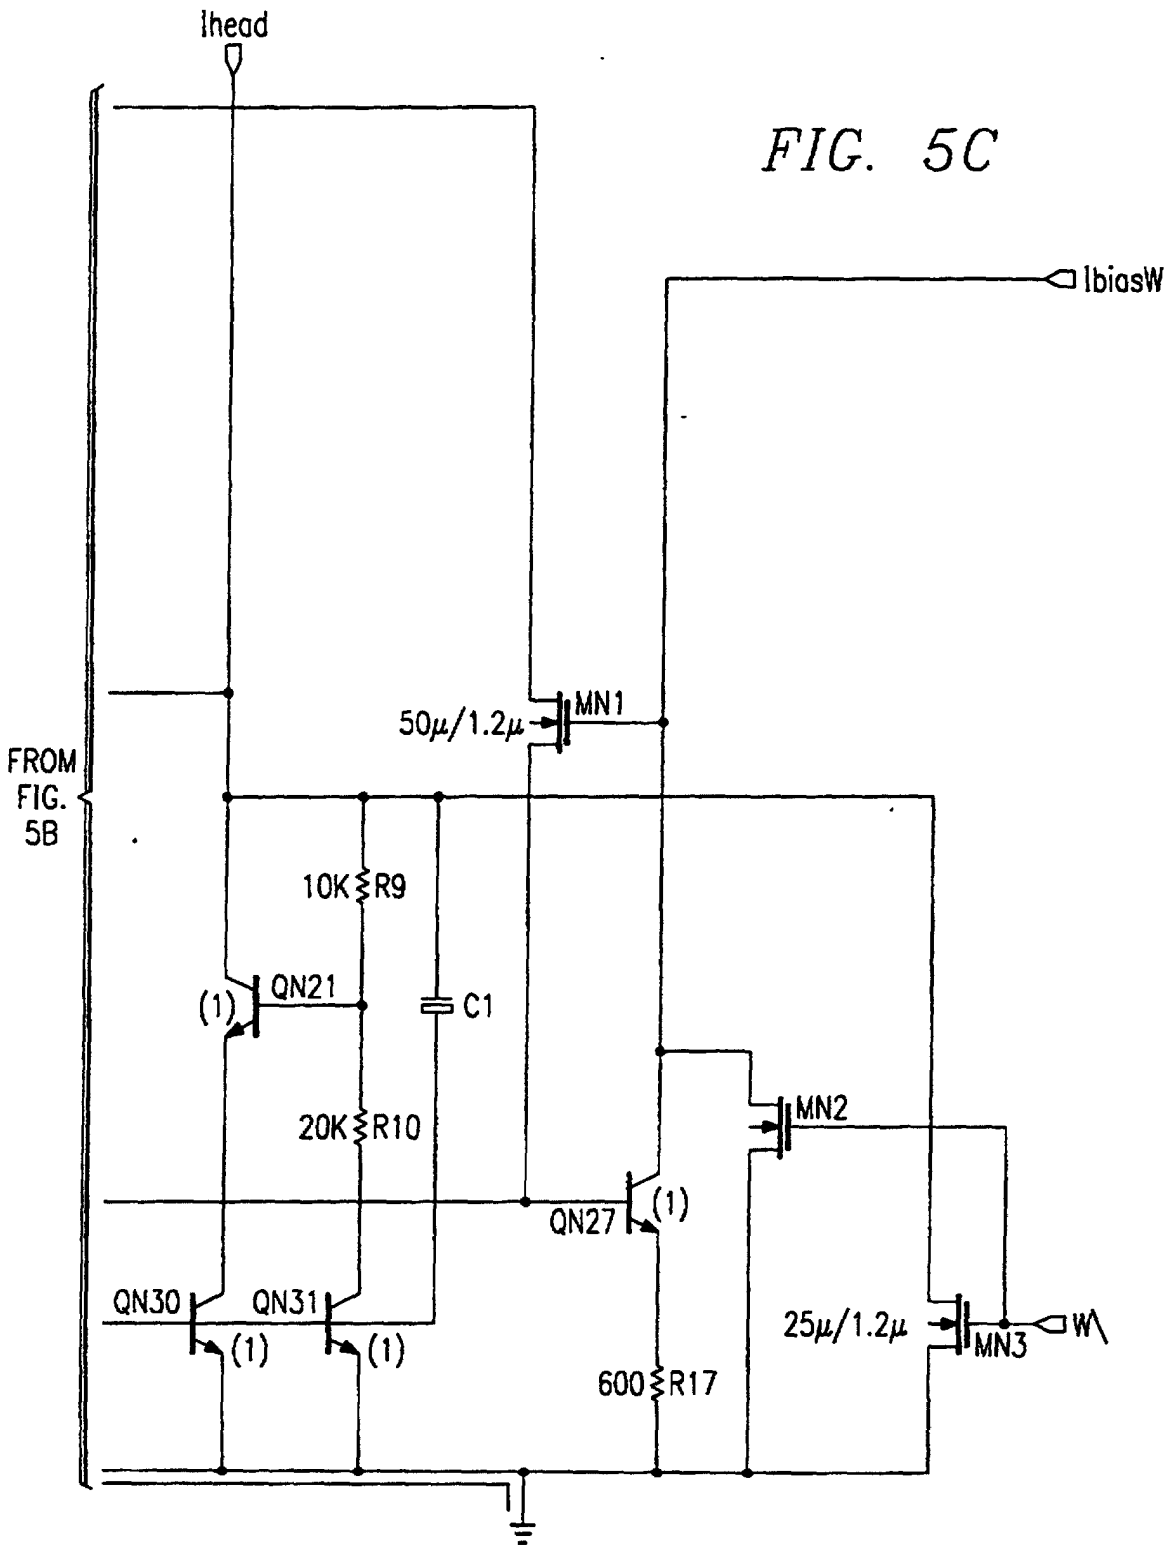 Ihead
FIG. 5C
IbiasW
MN1
50μ/1.2μ
FROM
FIG.
5B
10K R9
QN21
(1)
C1
MN2
20K R10
(1)
QN27
QN30
QN31
25μ/1.2μ
W\
(1)
(1)
MN3
600 R17